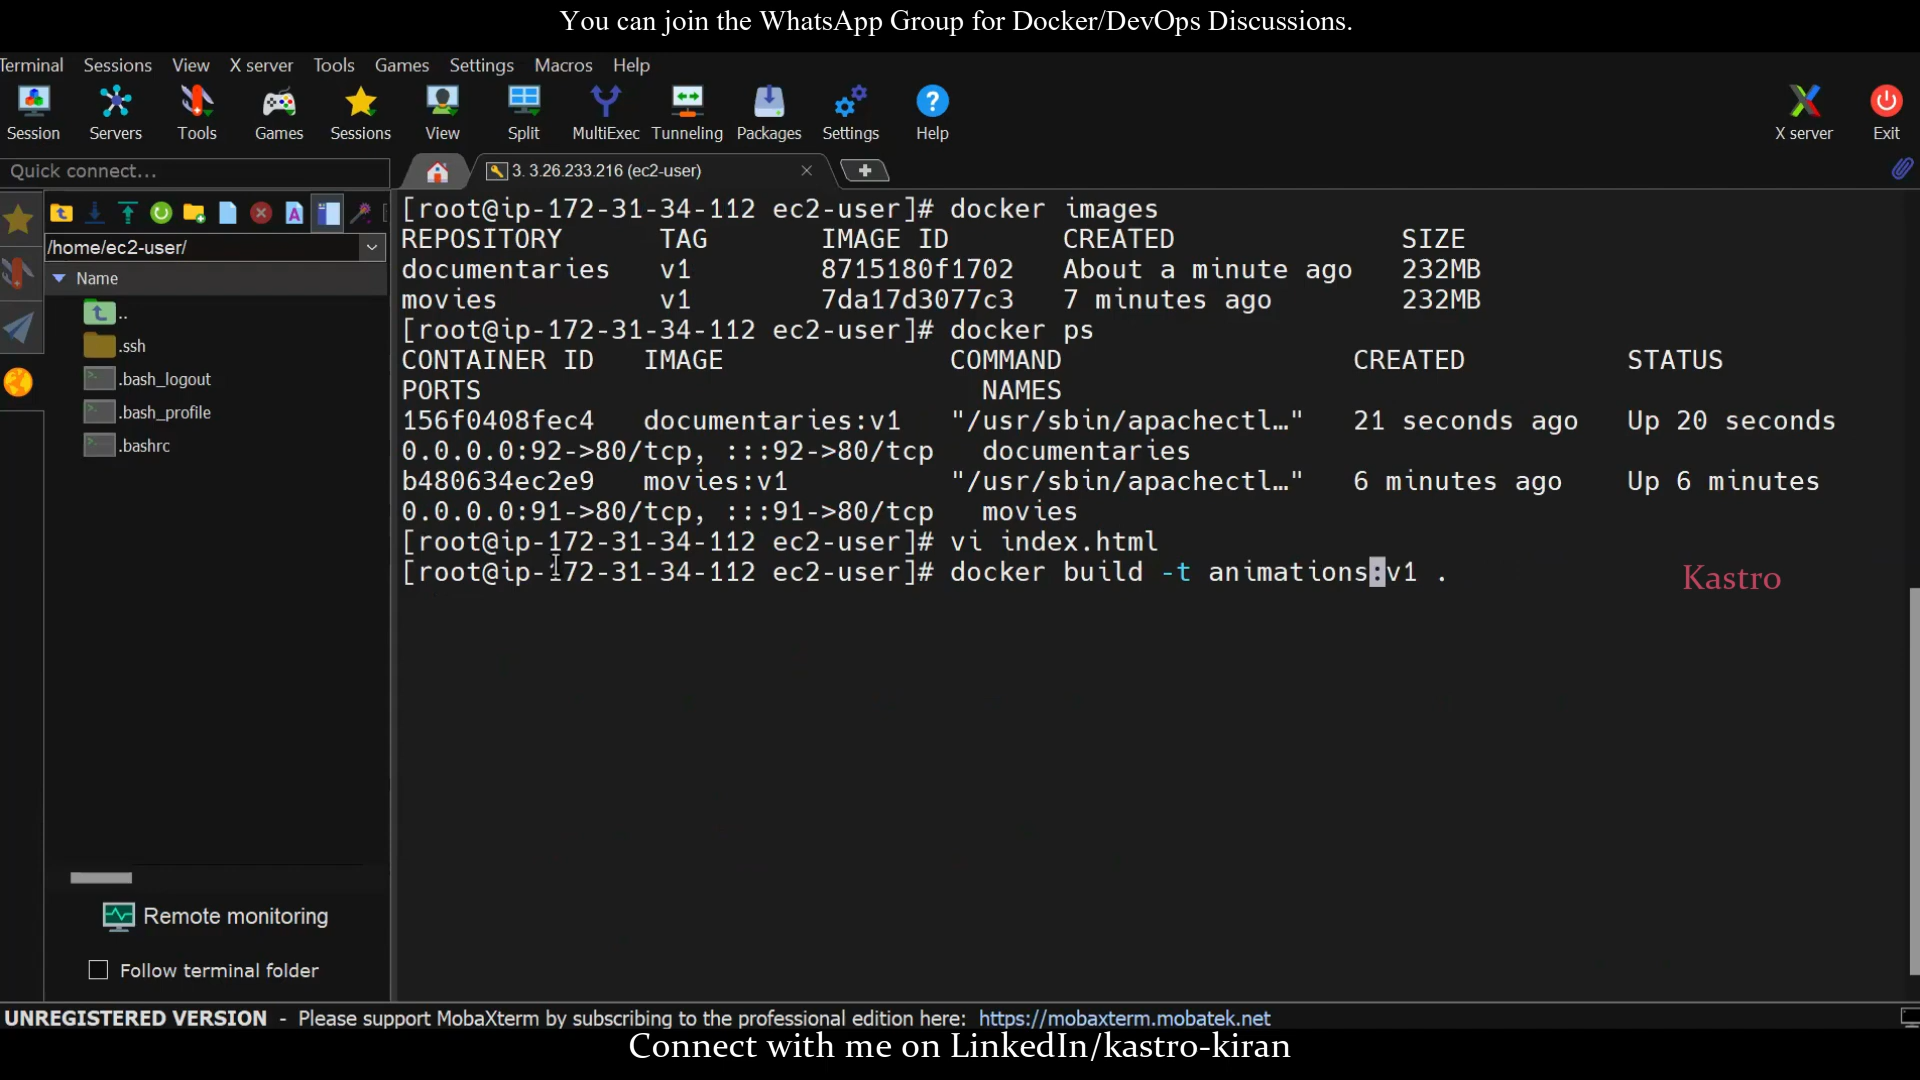 You can join the WhatsApp Group for Docker/DevOps Discussions.
Terminal Sessions View X server Tools Games Settings Macros Help
Session Servers Tools Games Sessions View Split MultiExec Tunneling Packages Settings Help X server Exit
Quick connect...
3. 3.26.233.216 (ec2-user)
/home/ec2-user/
Name
..
.ssh
.bash_logout
.bash_profile
.bashrc
Remote monitoring
Follow terminal folder
[root@ip-172-31-34-112 ec2-user]# docker images
REPOSITORY TAG IMAGE ID CREATED SIZE
documentaries v1 8715180f1702 About a minute ago 232MB
movies v1 7da17d3077c3 7 minutes ago 232MB
[root@ip-172-31-34-112 ec2-user]# docker ps
CONTAINER ID IMAGE COMMAND CREATED STATUS
PORTS NAMES
156f0408fec4 documentaries:v1 "/usr/sbin/apachectl…" 21 seconds ago Up 20 seconds
0.0.0.0:92->80/tcp, :::92->80/tcp documentaries
b480634ec2e9 movies:v1 "/usr/sbin/apachectl…" 6 minutes ago Up 6 minutes
0.0.0.0:91->80/tcp, :::91->80/tcp movies
[root@ip-172-31-34-112 ec2-user]# vi index.html
[root@ip-172-31-34-112 ec2-user]# docker build -t animations:v1 .
Kastro
UNREGISTERED VERSION - Please support MobaXterm by subscribing to the professional edition here: https://mobaxterm.mobatek.net
Connect with me on LinkedIn/kastro-kiran